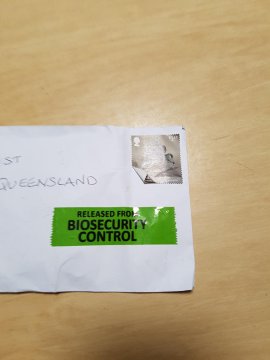 ST
QUEENSLAND
RELEASED FROM
BIOSECURITY
CONTROL